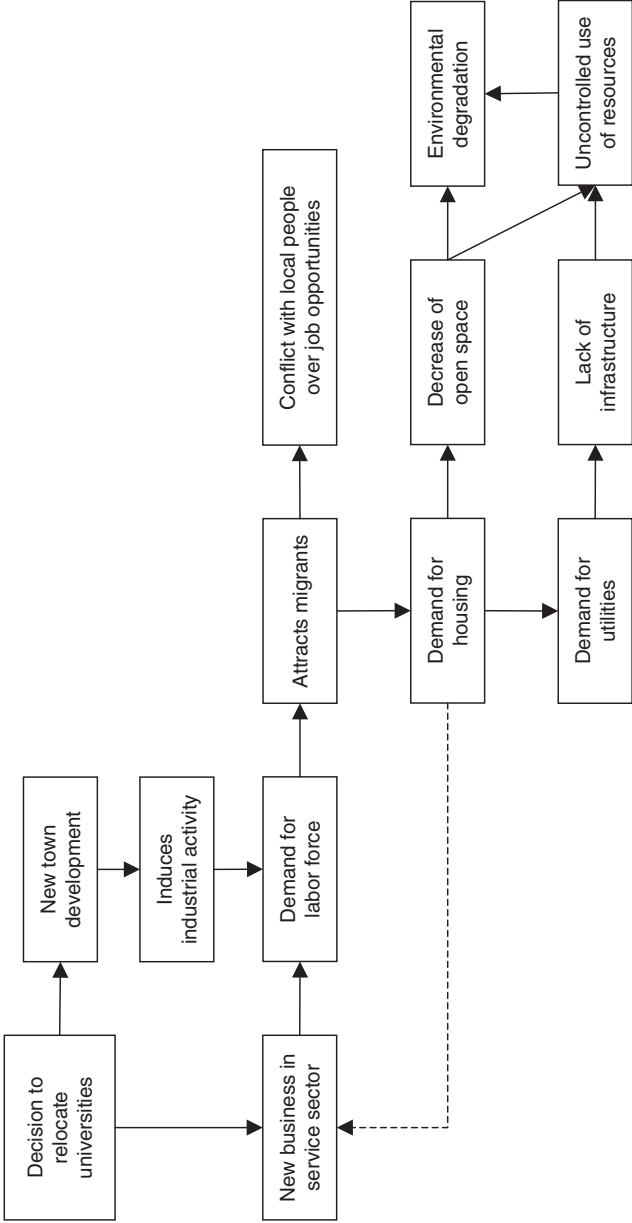 Decision to
relocate
universities
New town
development
Induces
industrial activity
New business in
service sector
Demand for
labor force
Attracts migrants
Conflict with local people
over job opportunities
Demand for
housing
Decrease of
open space
Environmental
degradation
Demand for
utilities
Lack of
infrastructure
Uncontrolled use
of resources